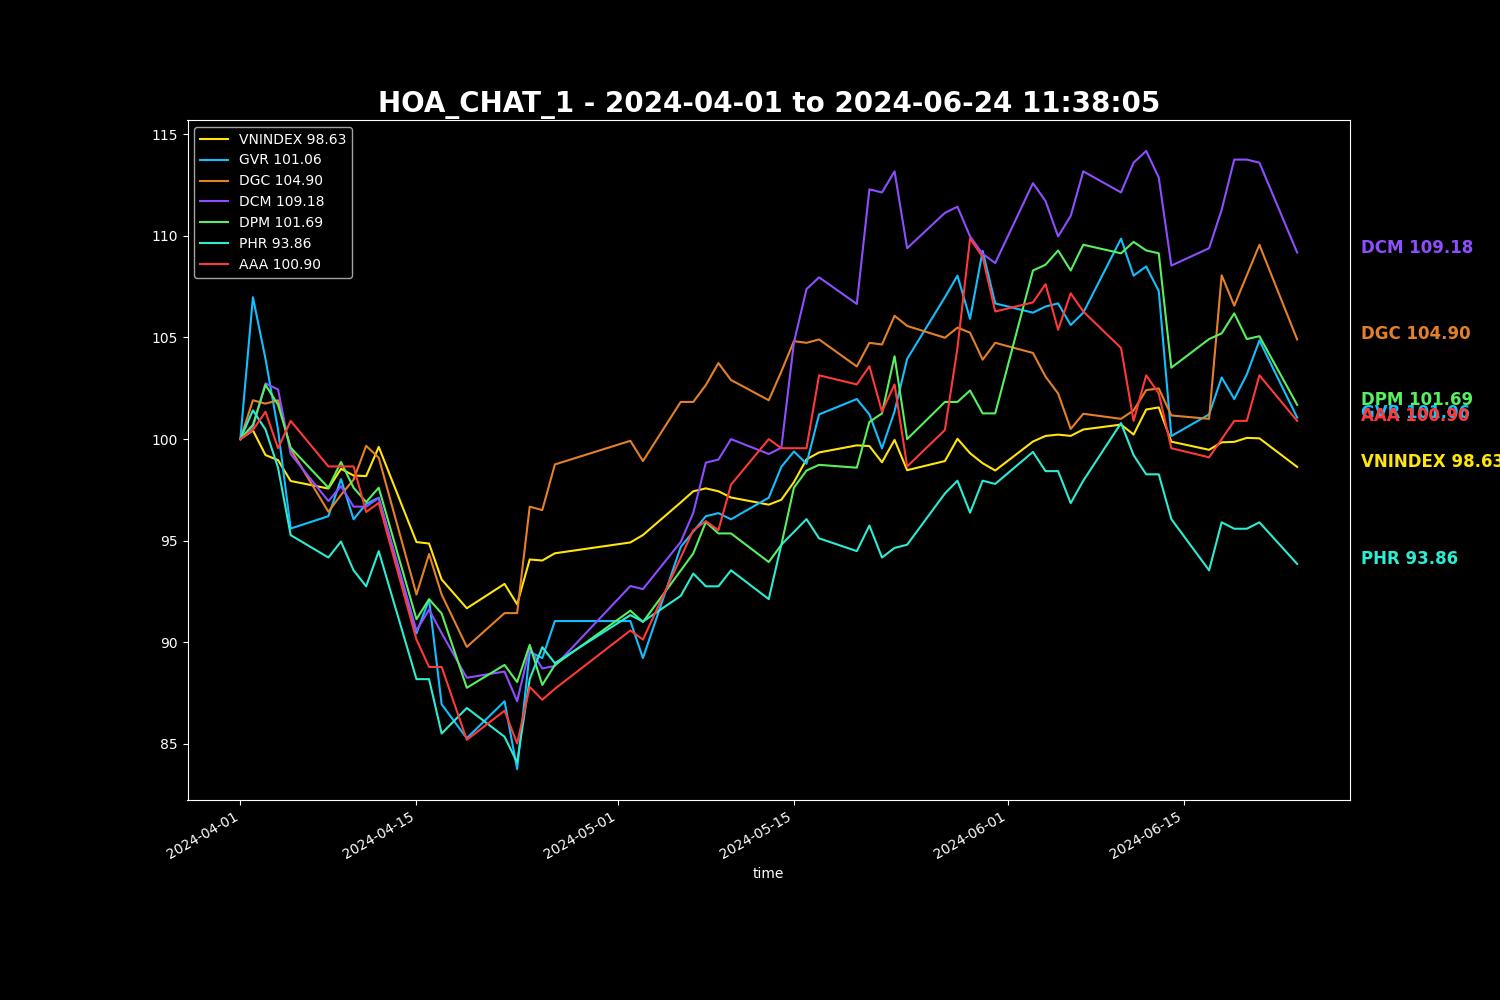 HOA_CHAT_1 - 2024-04-01 to 2024-06-24 11:38:05
VNINDEX 98.63
GVR 101.06
DGC 104.90
DCM 109.18
DPM 101.69
PHR 93.86
AAA 100.90
115
110
105
100
95
90
85
DCM 109.18
DGC 104.90
DPM 101.69
GVR 101.06
AAA 100.90
VNINDEX 98.63
PHR 93.86
2024-04-01
2024-04-15
2024-05-01
2024-05-15
2024-06-01
2024-06-15
time